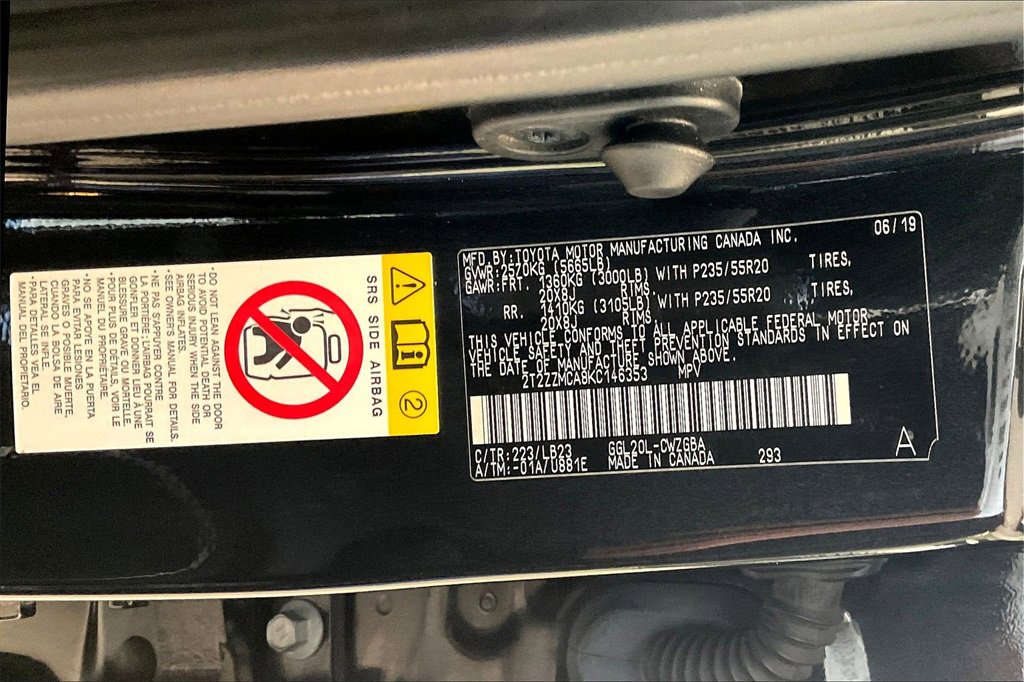 06/19
MFD. BY: TOYOTA MOTOR MANUFACTURING CANADA INC.
GVWR: 2570KG (5665LB)
GAWR: FRT. 1360KG (3000LB) WITH P235/55R20 TIRES,
20X8J RIMS,
RR. 1410KG (3105LB) WITH P235/55R20 TIRES,
20X8J RIMS.
THIS VEHICLE CONFORMS TO ALL APPLICABLE FEDERAL MOTOR
VEHICLE SAFETY AND THEFT PREVENTION STANDARDS IN EFFECT ON
THE DATE OF MANUFACTURE SHOWN ABOVE.
2T2ZZMCA8KC146353 MPV
C/TR: 223/LB23 GGL20L-CWZGBA
A/TM: -01A/U881E MADE IN CANADA 293
A
2
SRS SIDE AIRBAG
•DO NOT LEAN AGAINST THE DOOR
TO AVOID POTENTIAL DEATH OR
SERIOUS INJURY WHEN THE SIDE
AIRBAG INFLATES.
•SEE OWNER'S MANUAL FOR DETAILS.
•NE PAS S'APPUYER CONTRE
LA PORTIÈRE; L'AIRBAG POURRAIT SE
GONFLER ET DONNER LIEU À UNE
BLESSURE GRAVE, VOIRE MORTELLE.
•POUR PLUS DE DÉTAILS, VOIR LE
MANUEL DU PROPRIÉTAIRE.
•NO SE APOYE EN LA PUERTA
PARA EVITAR LESIONES
GRAVES O POSIBLE MUERTE,
CUANDO LA BOLSA DE AIRE
LATERAL SE INFLE.
•PARA DETALLES VEA EL
MANUAL DEL PROPIETARIO.